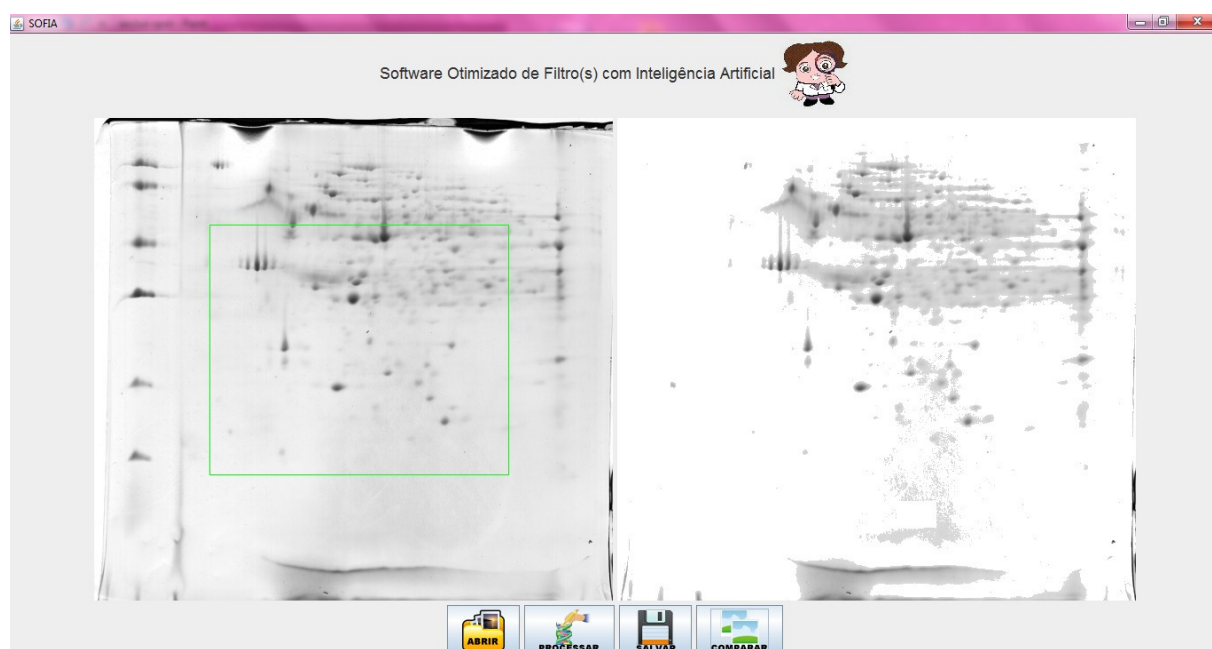 SOFIA
Software Otimizado de Filtro(s) com Inteligência Artificial
ABRIR
PROCESSAR
SALVAR
COMPARAR